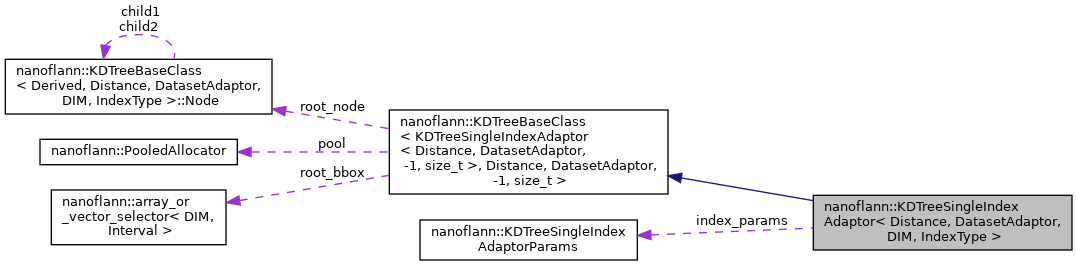 child1
child2
nanoflann::KDTreeBaseClass
< Derived, Distance, DatasetAdaptor,
DIM, IndexType >::Node
root_node
nanoflann::KDTreeBaseClass
< KDTreeSingleIndexAdaptor
< Distance, DatasetAdaptor,
-1, size_t >, Distance, DatasetAdaptor,
-1, size_t >
pool
nanoflann::PooledAllocator
root_bbox
nanoflann::array_or
_vector_selector< DIM,
Interval >
nanoflann::KDTreeSingleIndex
Adaptor< Distance, DatasetAdaptor,
DIM, IndexType >
index_params
nanoflann::KDTreeSingleIndex
AdaptorParams